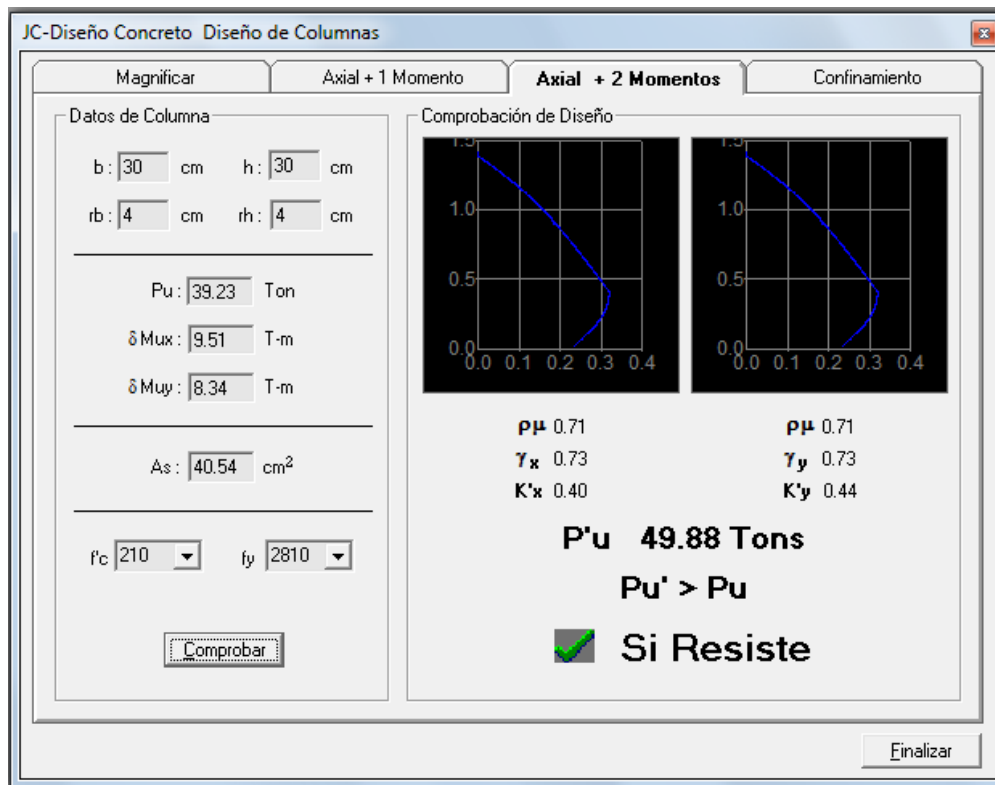 JC-Diseño Concreto Diseño de Columnas
Magnificar
Axial + 1 Momento
Axial + 2 Momentos
Confinamiento
Datos de Columna
b: 30 cm h: 30 cm
rb: 4 cm rh: 4 cm
Pu: 39.23 Ton
δMux: 9.51 T-m
δMuy: 8.34 T-m
As: 40.54 cm²
f'c 210 fy 2810
Comprobar
Comprobación de Diseño
1.5
1.0
0.5
0.0
0.0 0.1 0.2 0.3 0.4
1.5
1.0
0.5
0.0
0.0 0.1 0.2 0.3 0.4
ρμ 0.71
γx 0.73
K'x 0.40
ρμ 0.71
γy 0.73
K'y 0.44
P'u 49.88 Tons
Pu' > Pu
Si Resiste
Finalizar